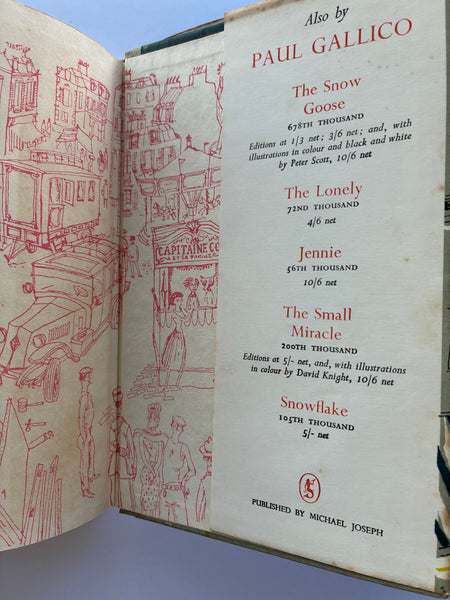 Also by
PAUL GALLICO
The Snow
Goose
678TH THOUSAND
Editions at 1/3 net; 3/6 net; and, with
illustrations in colour and black and white
by Peter Scott, 10/6 net
The Lonely
72ND THOUSAND
4/6 net
Jennie
56TH THOUSAND
10/6 net
The Small
Miracle
200TH THOUSAND
Editions at 5/- net, and, with illustrations
in colour by David Knight, 10/6 net
Snowflake
105TH THOUSAND
5/- net
PUBLISHED BY MICHAEL JOSEPH
CAPITAINE CO
ET SA FAMILLE